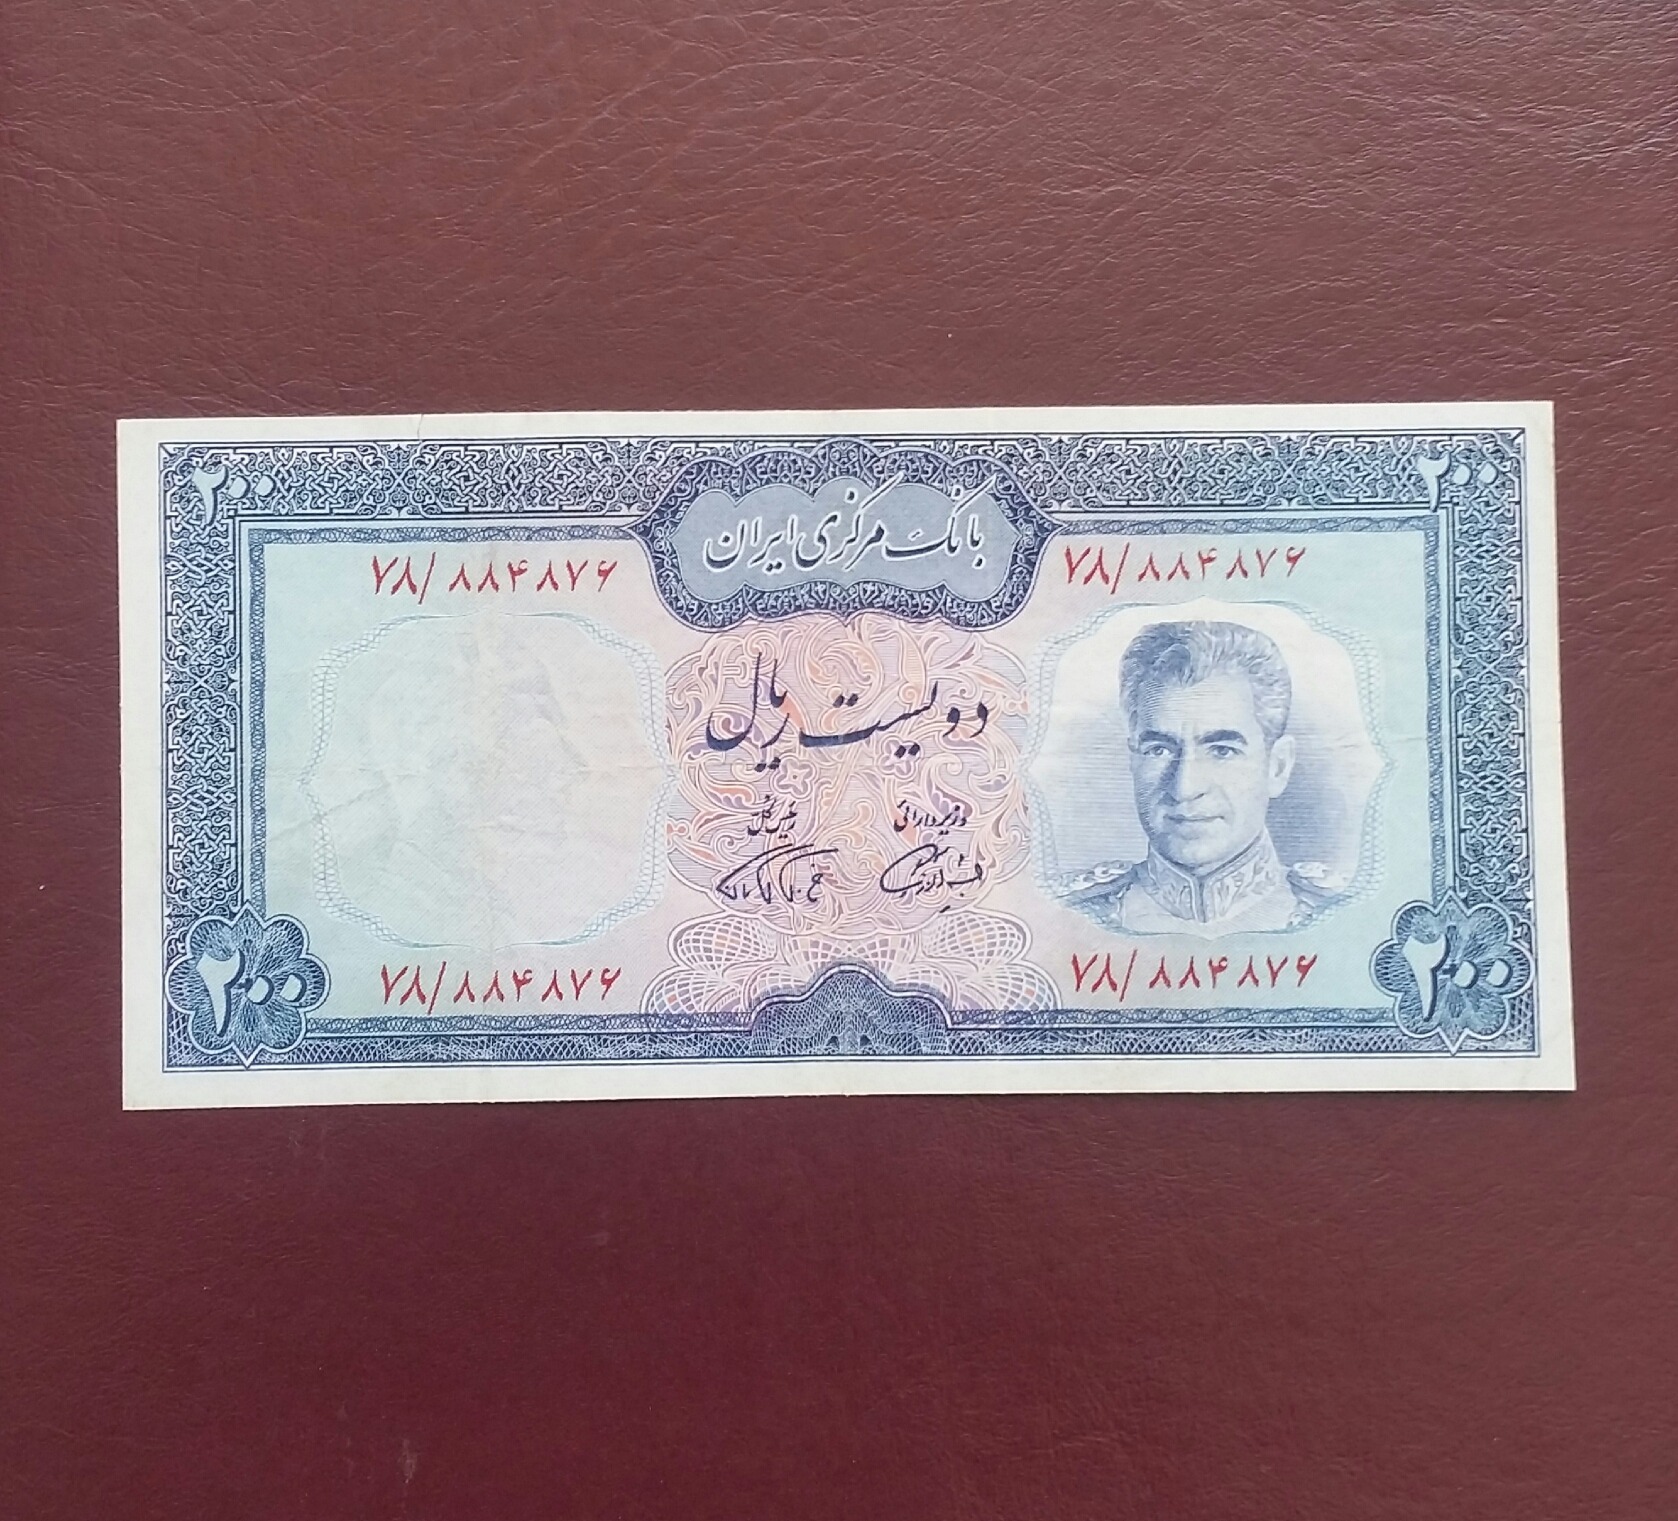 ۲۰۰ ۲۰۰
بانک مرکزی ایران
۷۸/۸۸۴۸۷۶ ۷۸/۸۸۴۸۷۶
دویست ریال
وزیر دارائی رئیس کل
۷۸/۸۸۴۸۷۶ ۷۸/۸۸۴۸۷۶
۲۰۰ ۲۰۰